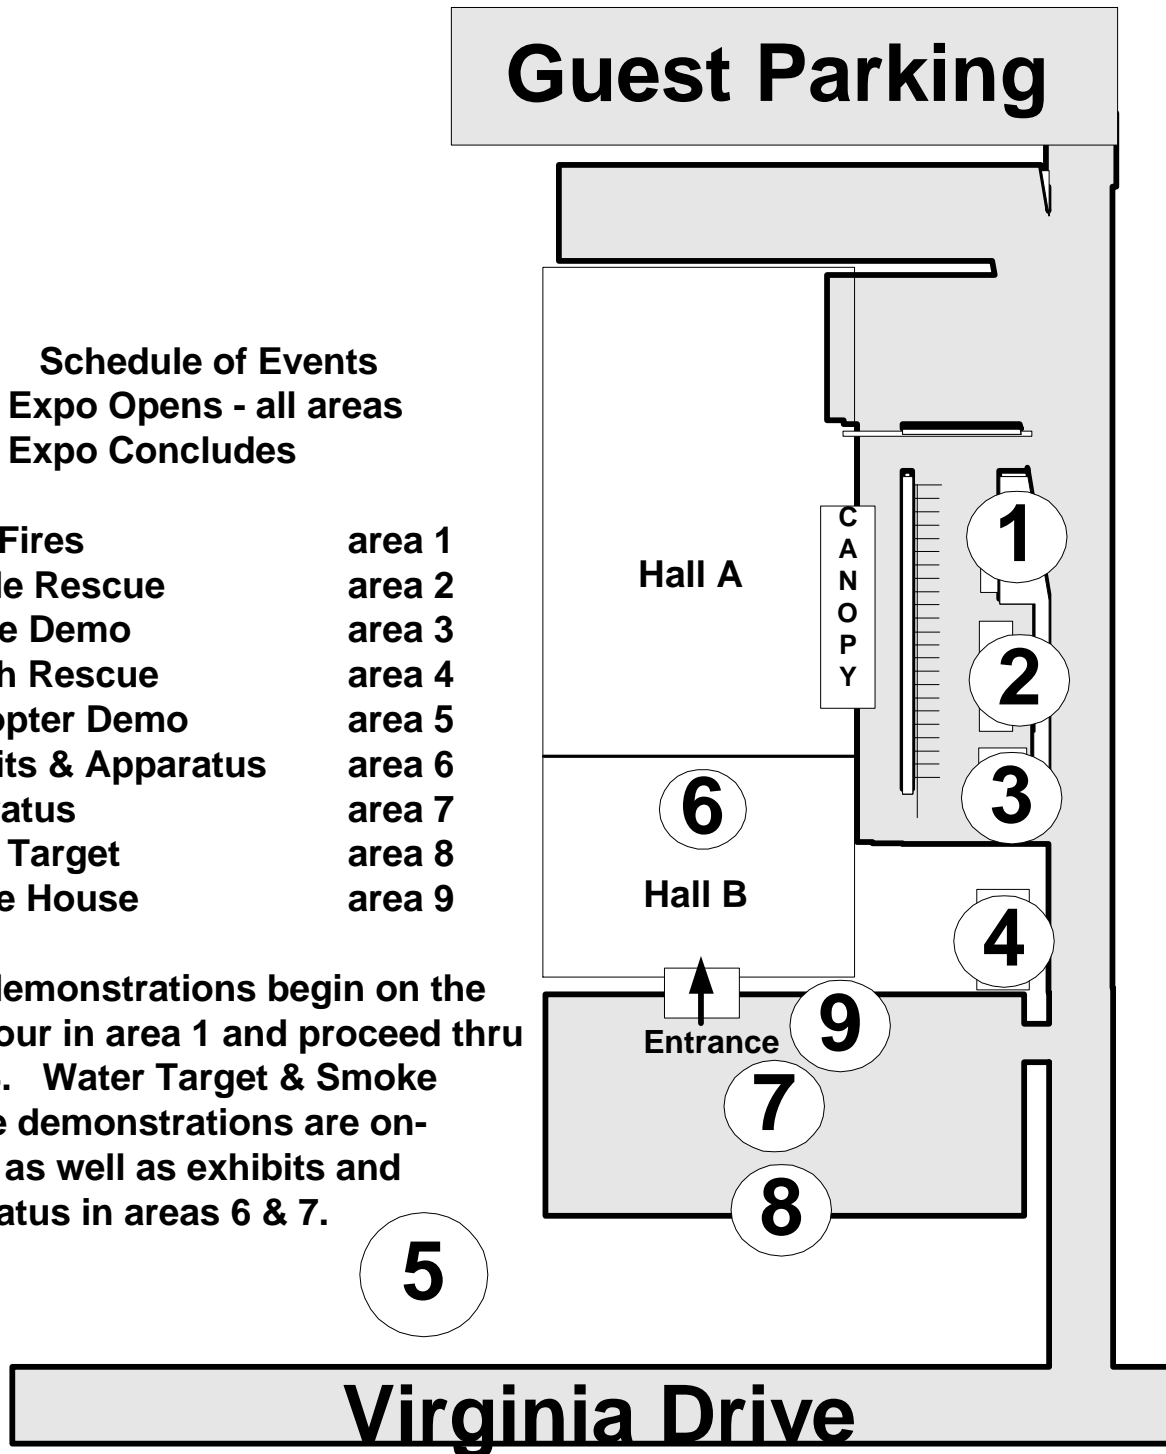 Guest Parking
Schedule of Events
Expo Opens - all areas
Expo Concludes
Fires area 1
le Rescue area 2
e Demo area 3
h Rescue area 4
opter Demo area 5
its & Apparatus area 6
atus area 7
Target area 8
e House area 9
demonstrations begin on the
our in area 1 and proceed thru
. Water Target & Smoke
e demonstrations are on-
as well as exhibits and
atus in areas 6 & 7.
Hall A
CANOPY
1
2
3
6
Hall B
4
Entrance
9
7
8
5
Virginia Drive